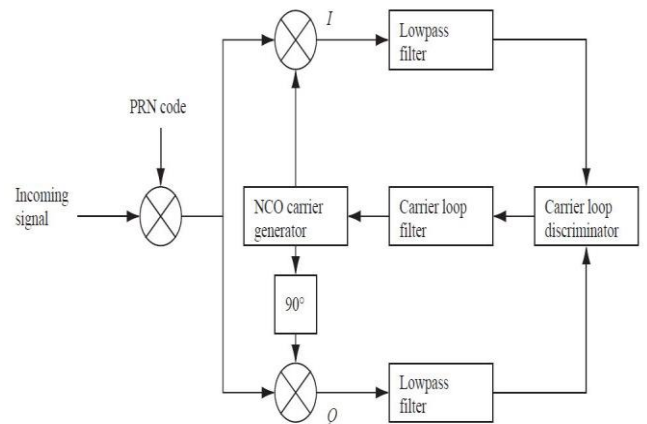 I
Lowpass
filter
PRN code
Incoming
signal
NCO carrier
generator
Carrier loop
filter
Carrier loop
discriminator
90°
Lowpass
filter
Q